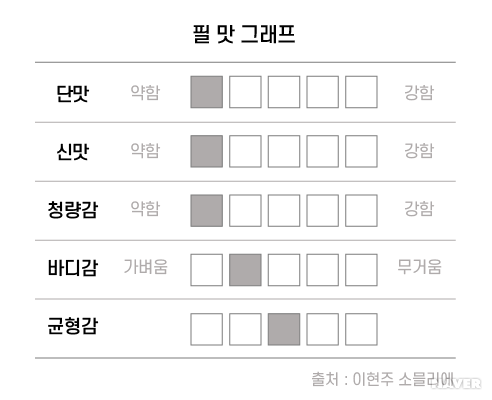 필 맛 그래프
단맛 약함 강함
신맛 약함 강함
청량감 약함 강함
바디감 가벼움 무거움
균형감
출처 : 이현주 소믈리에
NAVER